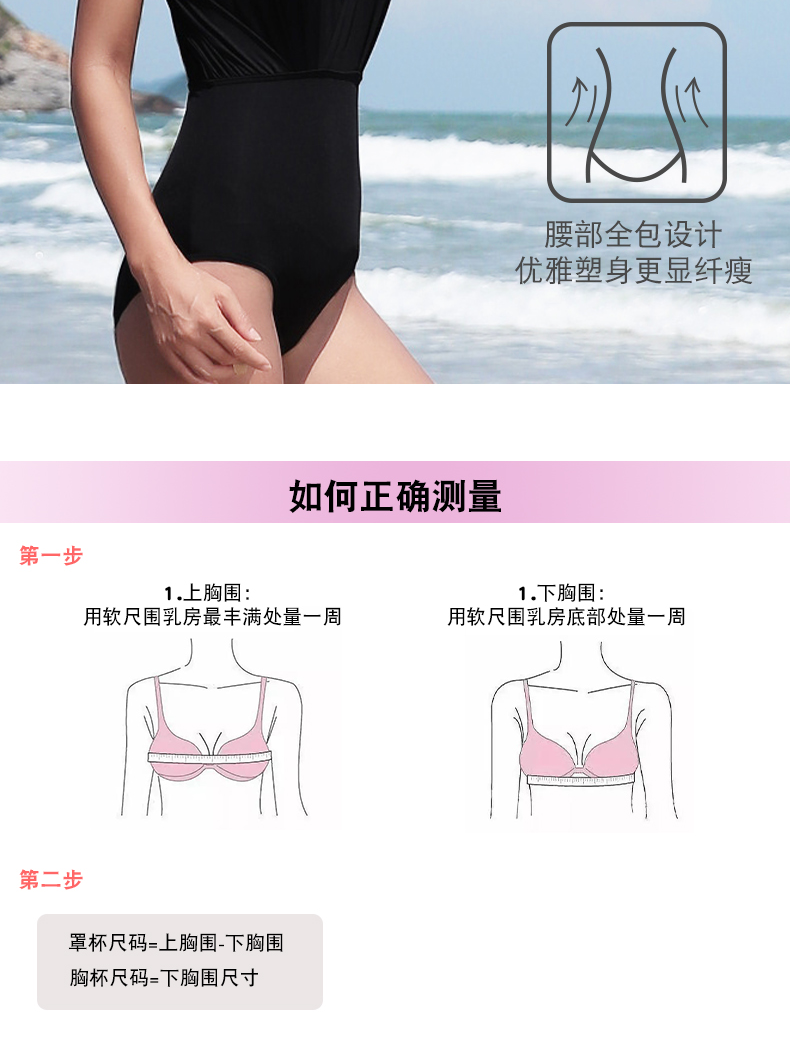 腰部全包设计
优雅塑身更显纤瘦
如何正确测量
第一步
1.上胸围：
用软尺围乳房最丰满处量一周
1.下胸围：
用软尺围乳房底部处量一周
第二步
罩杯尺码=上胸围-下胸围
胸杯尺码=下胸围尺寸